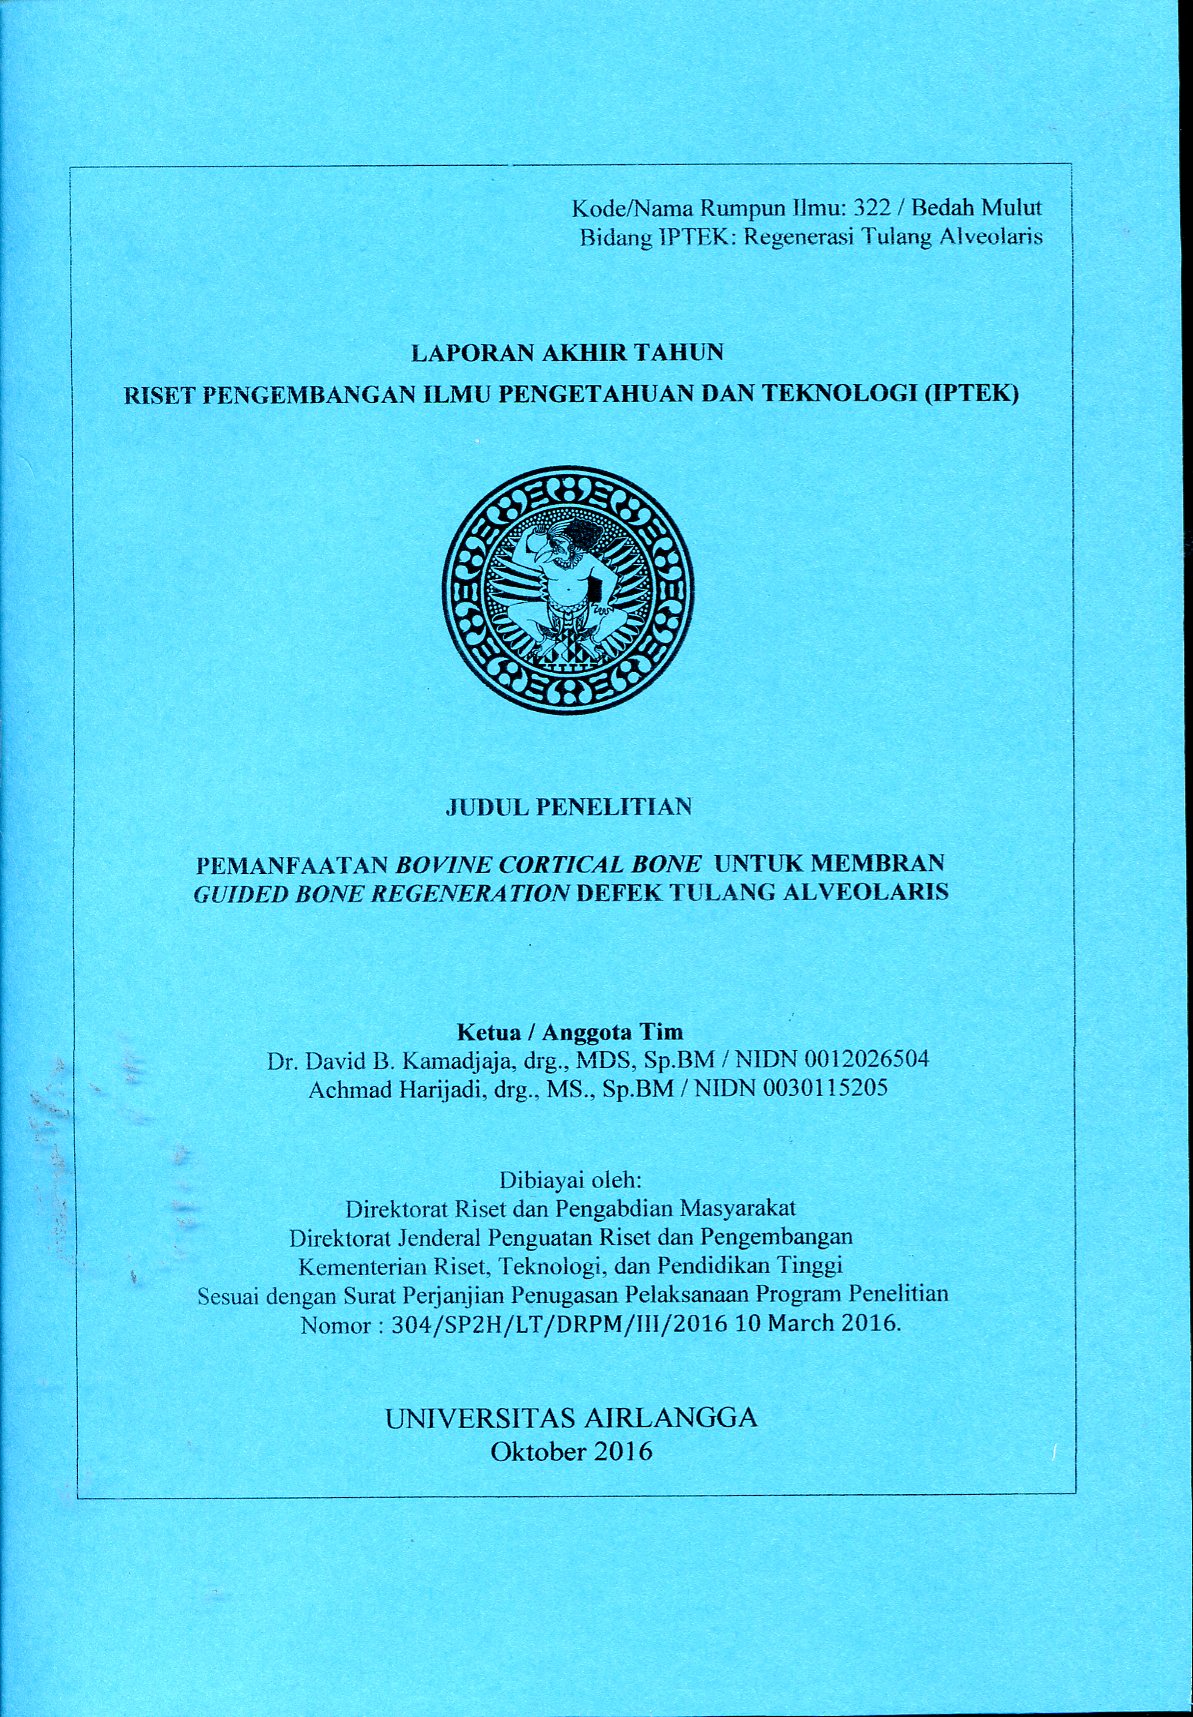 Kode/Nama Rumpun Ilmu: 322 / Bedah Mulut
Bidang IPTEK: Regenerasi Tulang Alveolaris
LAPORAN AKHIR TAHUN
RISET PENGEMBANGAN ILMU PENGETAHUAN DAN TEKNOLOGI (IPTEK)
JUDUL PENELITIAN
PEMANFAATAN BOVINE CORTICAL BONE UNTUK MEMBRAN
GUIDED BONE REGENERATION DEFEK TULANG ALVEOLARIS
Ketua / Anggota Tim
Dr. David B. Kamadjaja, drg., MDS, Sp.BM / NIDN 0012026504
Achmad Harijadi, drg., MS., Sp.BM / NIDN 0030115205
Dibiayai oleh:
Direktorat Riset dan Pengabdian Masyarakat
Direktorat Jenderal Penguatan Riset dan Pengembangan
Kementerian Riset, Teknologi, dan Pendidikan Tinggi
Sesuai dengan Surat Perjanjian Penugasan Pelaksanaan Program Penelitian
Nomor : 304/SP2H/LT/DRPM/III/2016 10 March 2016.
UNIVERSITAS AIRLANGGA
Oktober 2016